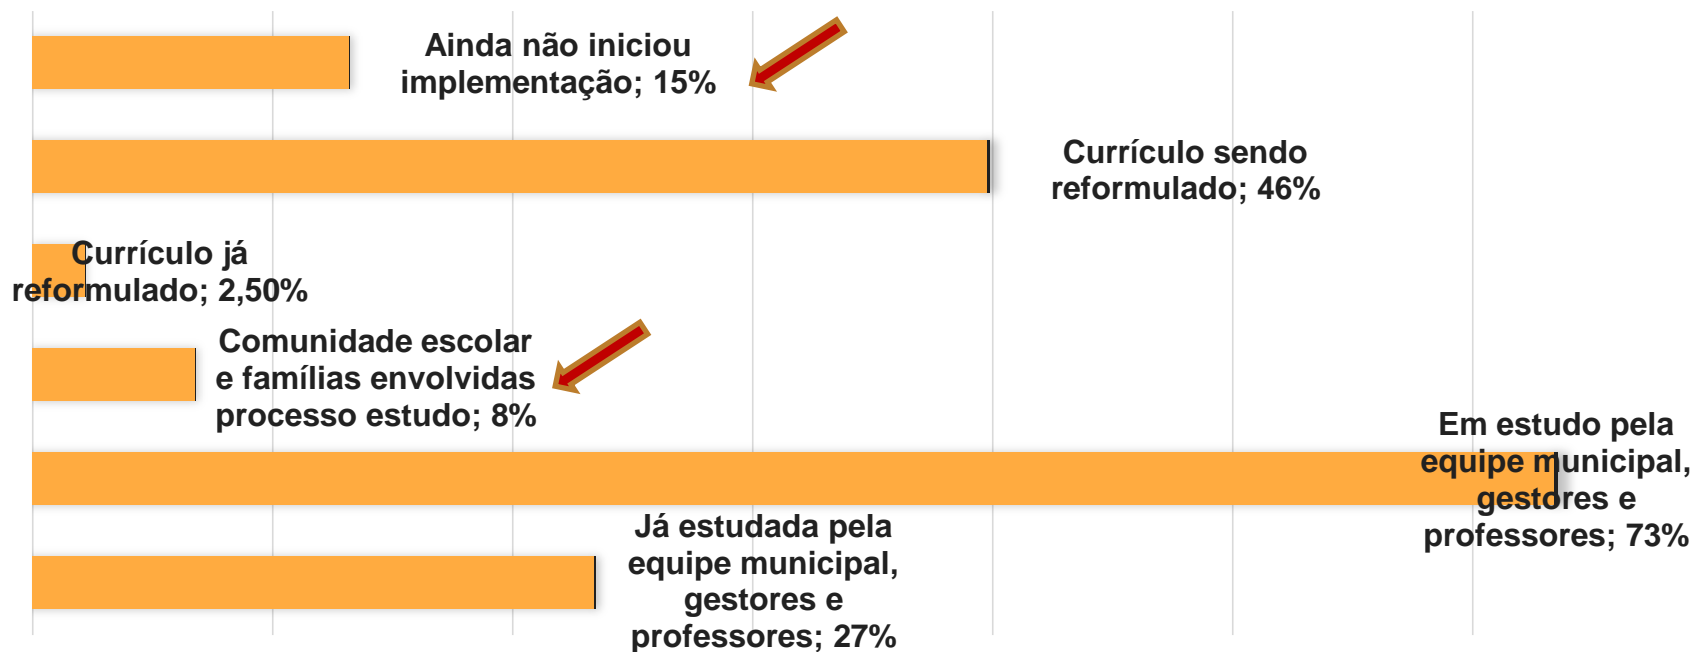 Ainda não iniciou
implementação; 15%
Currículo sendo
reformulado; 46%
Currículo já
reformulado; 2,50%
Comunidade escolar
e famílias envolvidas
processo estudo; 8%
Em estudo pela
equipe municipal,
gestores e
professores; 73%
Já estudada pela
equipe municipal,
gestores e
professores; 27%